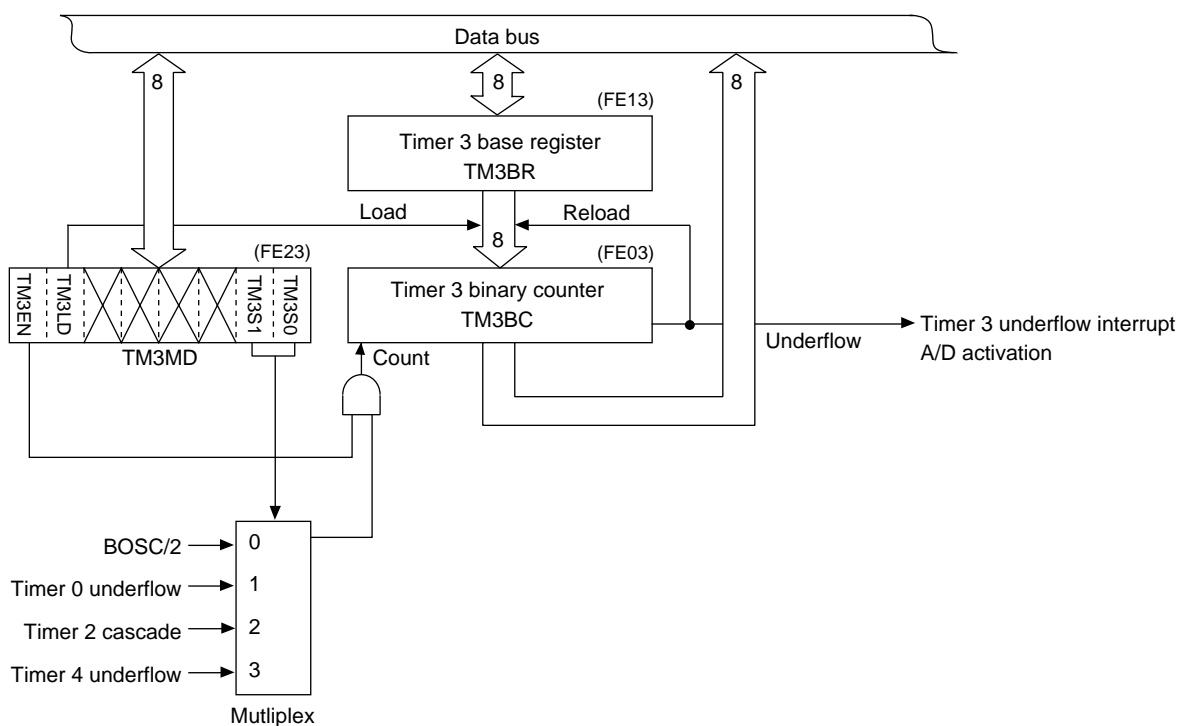 Data bus
8
8
8
(FE13)
Timer 3 base register
TM3BR
Load
Reload
8
(FE23)
(FE03)
TM3EN
TM3LD
TM3S1
TM3S0
Timer 3 binary counter
TM3BC
TM3MD
Count
Underflow
Timer 3 underflow interrupt
A/D activation
BOSC/2
0
Timer 0 underflow
1
Timer 2 cascade
2
Timer 4 underflow
3
Mutliplex